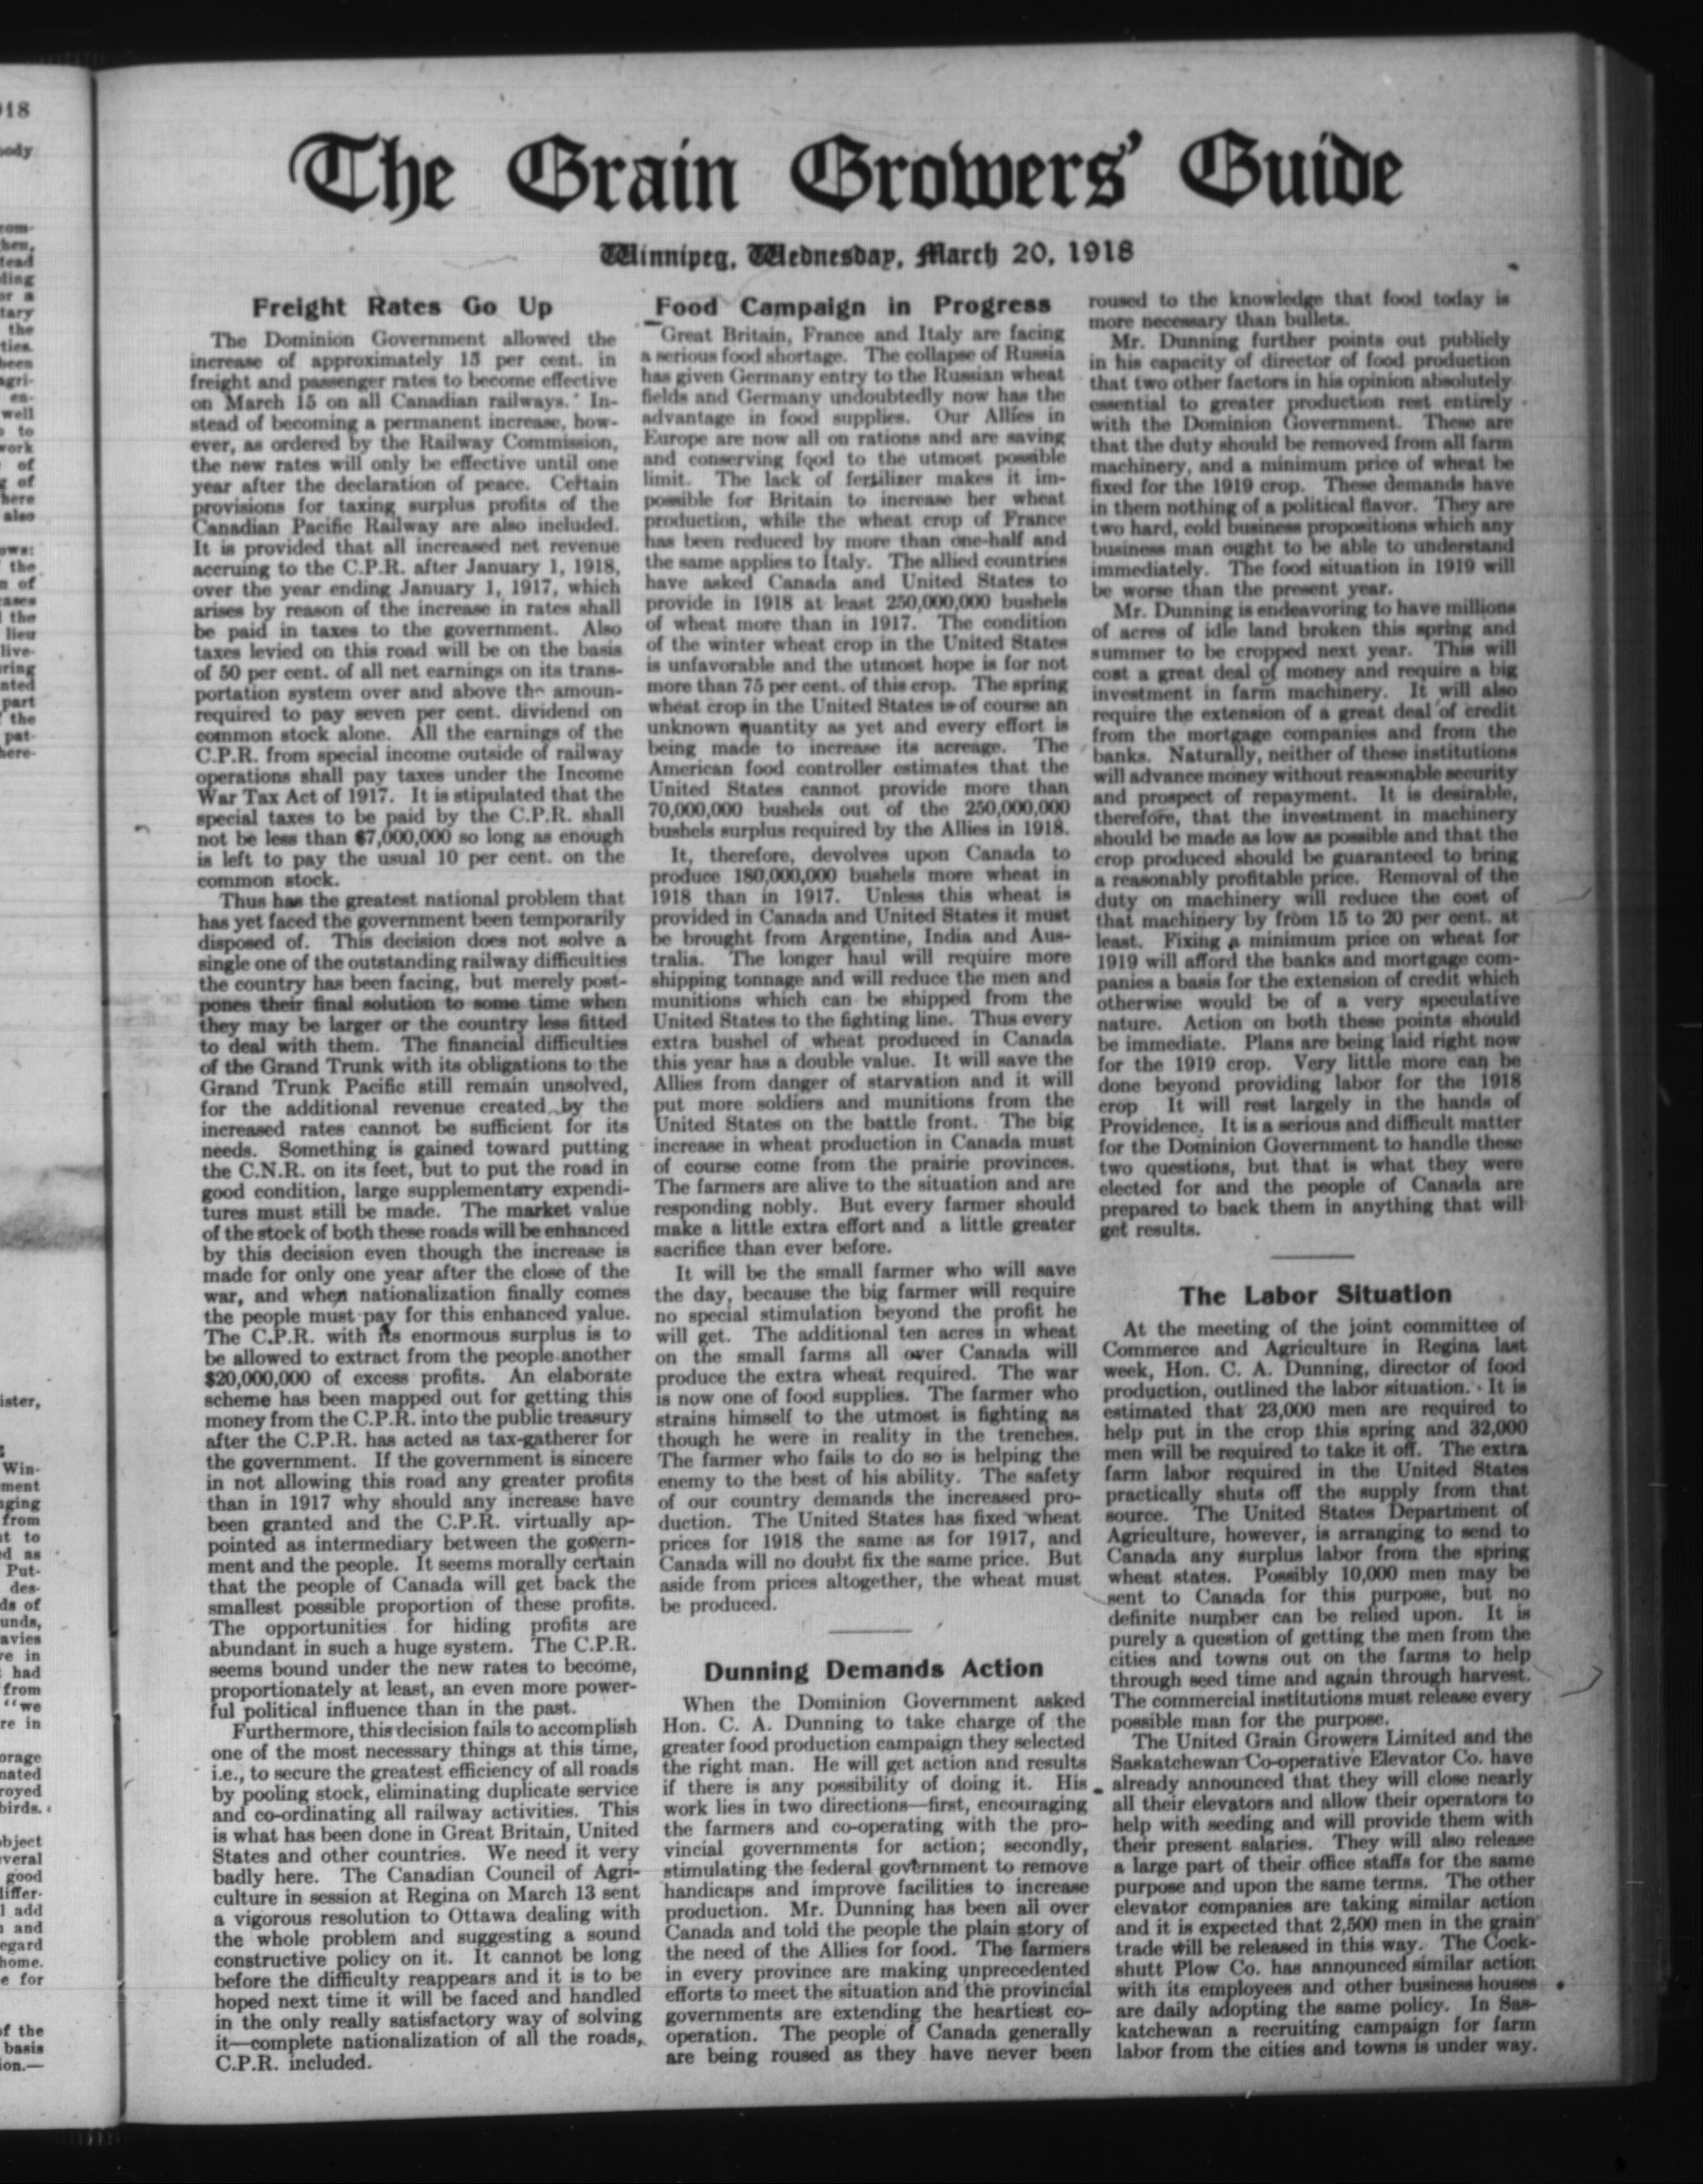 The Grain Growers' Guide
Winnipeg, Wednesday, March 20, 1918
Freight Rates Go Up
The Dominion Government allowed the
increase of approximately 15 per cent. in
freight and passenger rates to become effective
on March 15 on all Canadian railways. In-
stead of becoming a permanent increase, how-
ever, as ordered by the Railway Commission,
the new rates will only be effective until one
year after the declaration of peace. Certain
provisions for taxing surplus profits of the
Canadian Pacific Railway are also included.
It is provided that all increased net revenue
accruing to the C.P.R. after January 1, 1918,
over the year ending January 1, 1917, which
arises by reason of the increase in rates shall
be paid in taxes to the government. Also
taxes levied on this road will be on the basis
of 50 per cent. of all net earnings on its trans-
portation system over and above the amoun-
required to pay seven per cent. dividend on
common stock alone. All the earnings of the
C.P.R. from special income outside of railway
operations shall pay taxes under the Income
War Tax Act of 1917. It is stipulated that the
special taxes to be paid by the C.P.R. shall
not be less than $7,000,000 so long as enough
is left to pay the usual 10 per cent. on the
common stock.
Thus has the greatest national problem that
has yet faced the government been temporarily
disposed of. This decision does not solve a
single one of the outstanding railway difficulties
the country has been facing, but merely post-
pones their final solution to some time when
they may be larger or the country less fitted
to deal with them. The financial difficulties
of the Grand Trunk with its obligations to the
Grand Trunk Pacific still remain unsolved,
for the additional revenue created by the
increased rates cannot be sufficient for its
needs. Something is gained toward putting
the C.N.R. on its feet, but to put the road in
good condition, large supplementary expendi-
tures must still be made. The market value
of the stock of both these roads will be enhanced
by this decision even though the increase is
made for only one year after the close of the
war, and when nationalization finally comes
the people must pay for this enhanced value.
The C.P.R. with its enormous surplus is to
be allowed to extract from the people another
$20,000,000 of excess profits. An elaborate
scheme has been mapped out for getting this
money from the C.P.R. into the public treasury
after the C.P.R. has acted as tax-gatherer for
the government. If the government is sincere
in not allowing this road any greater profits
than in 1917 why should any increase have
been granted and the C.P.R. virtually ap-
pointed as intermediary between the govern-
ment and the people. It seems morally certain
that the people of Canada will get back the
smallest possible proportion of these profits.
The opportunities for hiding profits are
abundant in such a huge system. The C.P.R.
seems bound under the new rates to become,
proportionately at least, an even more power-
ful political influence than in the past.
Furthermore, this decision fails to accomplish
one of the most necessary things at this time,
i.e., to secure the greatest efficiency of all roads
by pooling stock, eliminating duplicate service
and co-ordinating all railway activities. This
is what has been done in Great Britain, United
States and other countries. We need it very
badly here. The Canadian Council of Agri-
culture in session at Regina on March 13 sent
a vigorous resolution to Ottawa dealing with
the whole problem and suggesting a sound
constructive policy on it. It cannot be long
before the difficulty reappears and it is to be
hoped next time it will be faced and handled
in the only really satisfactory way of solving
it—complete nationalization of all the roads,
C.P.R. included.
Food Campaign in Progress
Great Britain, France and Italy are facing
a serious food shortage. The collapse of Russia
has given Germany entry to the Russian wheat
fields and Germany undoubtedly now has the
advantage in food supplies. Our Allies in
Europe are now all on rations and are saving
and conserving food to the utmost possible
limit. The lack of fertilizer makes it im-
possible for Britain to increase her wheat
production, while the wheat crop of France
has been reduced by more than one-half and
the same applies to Italy. The allied countries
have asked Canada and United States to
provide in 1918 at least 250,000,000 bushels
of wheat more than in 1917. The condition
of the winter wheat crop in the United States
is unfavorable and the utmost hope is for not
more than 75 per cent. of this crop. The spring
wheat crop in the United States is of course an
unknown quantity as yet and every effort is
being made to increase its acreage. The
American food controller estimates that the
United States cannot provide more than
70,000,000 bushels out of the 250,000,000
bushels surplus required by the Allies in 1918.
It, therefore, devolves upon Canada to
produce 180,000,000 bushels more wheat in
1918 than in 1917. Unless this wheat is
provided in Canada and United States it must
be brought from Argentine, India and Aus-
tralia. The longer haul will require more
shipping tonnage and will reduce the men and
munitions which can be shipped from the
United States to the fighting line. Thus every
extra bushel of wheat produced in Canada
this year has a double value. It will save the
Allies from danger of starvation and it will
put more soldiers and munitions from the
United States on the battle front. The big
increase in wheat production in Canada must
of course come from the prairie provinces.
The farmers are alive to the situation and are
responding nobly. But every farmer should
make a little extra effort and a little greater
sacrifice than ever before.
It will be the small farmer who will save
the day, because the big farmer will require
no special stimulation beyond the profit he
will get. The additional ten acres in wheat
on the small farms all over Canada will
produce the extra wheat required. The war
is now one of food supplies. The farmer who
strains himself to the utmost is fighting as
though he were in reality in the trenches.
The farmer who fails to do so is helping the
enemy to the best of his ability. The safety
of our country demands the increased pro-
duction. The United States has fixed wheat
prices for 1918 the same as for 1917, and
Canada will no doubt fix the same price. But
aside from prices altogether, the wheat must
be produced.
Dunning Demands Action
When the Dominion Government asked
Hon. C. A. Dunning to take charge of the
greater food production campaign they selected
the right man. He will get action and results
if there is any possibility of doing it. His
work lies in two directions—first, encouraging
the farmers and co-operating with the pro-
vincial governments for action; secondly,
stimulating the federal government to remove
handicaps and improve facilities to increase
production. Mr. Dunning has been all over
Canada and told the people the plain story of
the need of the Allies for food. The farmers
in every province are making unprecedented
efforts to meet the situation and the provincial
governments are extending the heartiest co-
operation. The people of Canada generally
are being roused as they have never been
roused to the knowledge that food today is
more necessary than bullets.
Mr. Dunning further points out publicly
in his capacity of director of food production
that two other factors in his opinion absolutely
essential to greater production rest entirely
with the Dominion Government. These are
that the duty should be removed from all farm
machinery, and a minimum price of wheat be
fixed for the 1919 crop. These demands have
in them nothing of a political flavor. They are
two hard, cold business propositions which any
business man ought to be able to understand
immediately. The food situation in 1919 will
be worse than the present year.
Mr. Dunning is endeavoring to have millions
of acres of idle land broken this spring and
summer to be cropped next year. This will
cost a great deal of money and require a big
investment in farm machinery. It will also
require the extension of a great deal of credit
from the mortgage companies and from the
banks. Naturally, neither of these institutions
will advance money without reasonable security
and prospect of repayment. It is desirable,
therefore, that the investment in machinery
should be made as low as possible and that the
crop produced should be guaranteed to bring
a reasonably profitable price. Removal of the
duty on machinery will reduce the cost of
that machinery by from 15 to 20 per cent. at
least. Fixing a minimum price on wheat for
1919 will afford the banks and mortgage com-
panies a basis for the extension of credit which
otherwise would be of a very speculative
nature. Action on both these points should
be immediate. Plans are being laid right now
for the 1919 crop. Very little more can be
done beyond providing labor for the 1918
crop It will rest largely in the hands of
Providence. It is a serious and difficult matter
for the Dominion Government to handle these
two questions, but that is what they were
elected for and the people of Canada are
prepared to back them in anything that will
get results.
The Labor Situation
At the meeting of the joint committee of
Commerce and Agriculture in Regina last
week, Hon. C. A. Dunning, director of food
production, outlined the labor situation. It is
estimated that 23,000 men are required to
help put in the crop this spring and 32,000
men will be required to take it off. The extra
farm labor required in the United States
practically shuts off the supply from that
source. The United States Department of
Agriculture, however, is arranging to send to
Canada any surplus labor from the spring
wheat states. Possibly 10,000 men may be
sent to Canada for this purpose, but no
definite number can be relied upon. It is
purely a question of getting the men from the
cities and towns out on the farms to help
through seed time and again through harvest.
The commercial institutions must release every
possible man for the purpose.
The United Grain Growers Limited and the
Saskatchewan Co-operative Elevator Co. have
already announced that they will close nearly
all their elevators and allow their operators to
help with seeding and will provide them with
their present salaries. They will also release
a large part of their office staffs for the same
purpose and upon the same terms. The other
elevator companies are taking similar action
and it is expected that 2,500 men in the grain
trade will be released in this way. The Cock-
shutt Plow Co. has announced similar action
with its employees and other business houses
are daily adopting the same policy. In Sas-
katchewan a recruiting campaign for farm
labor from the cities and towns is under way.